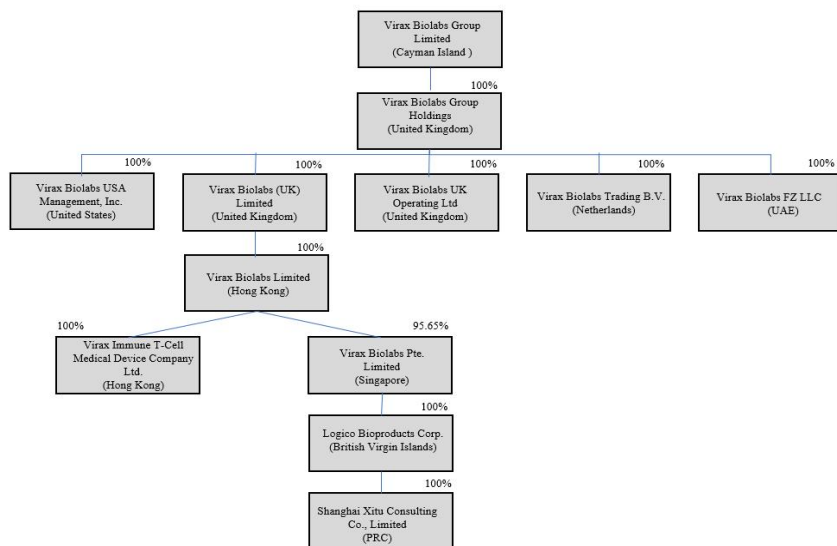 Virax Biolabs Group
Limited
(Cayman Island )
100%
Virax Biolabs Group
Holdings
(United Kingdom)
100%
Virax Biolabs USA
Management, Inc.
(United States)
100%
Virax Biolabs (UK)
Limited
(United Kingdom)
100%
Virax Biolabs UK
Operating Ltd
(United Kingdom)
100%
Virax Biolabs Trading B.V.
(Netherlands)
100%
Virax Biolabs FZ LLC
(UAE)
100%
Virax Biolabs Limited
(Hong Kong)
100%
Virax Immune T-Cell
Medical Device Company
Ltd.
(Hong Kong)
95.65%
Virax Biolabs Pte.
Limited
(Singapore)
100%
Logico Bioproducts Corp.
(British Virgin Islands)
100%
Shanghai Xitu Consulting
Co., Limited
(PRC)